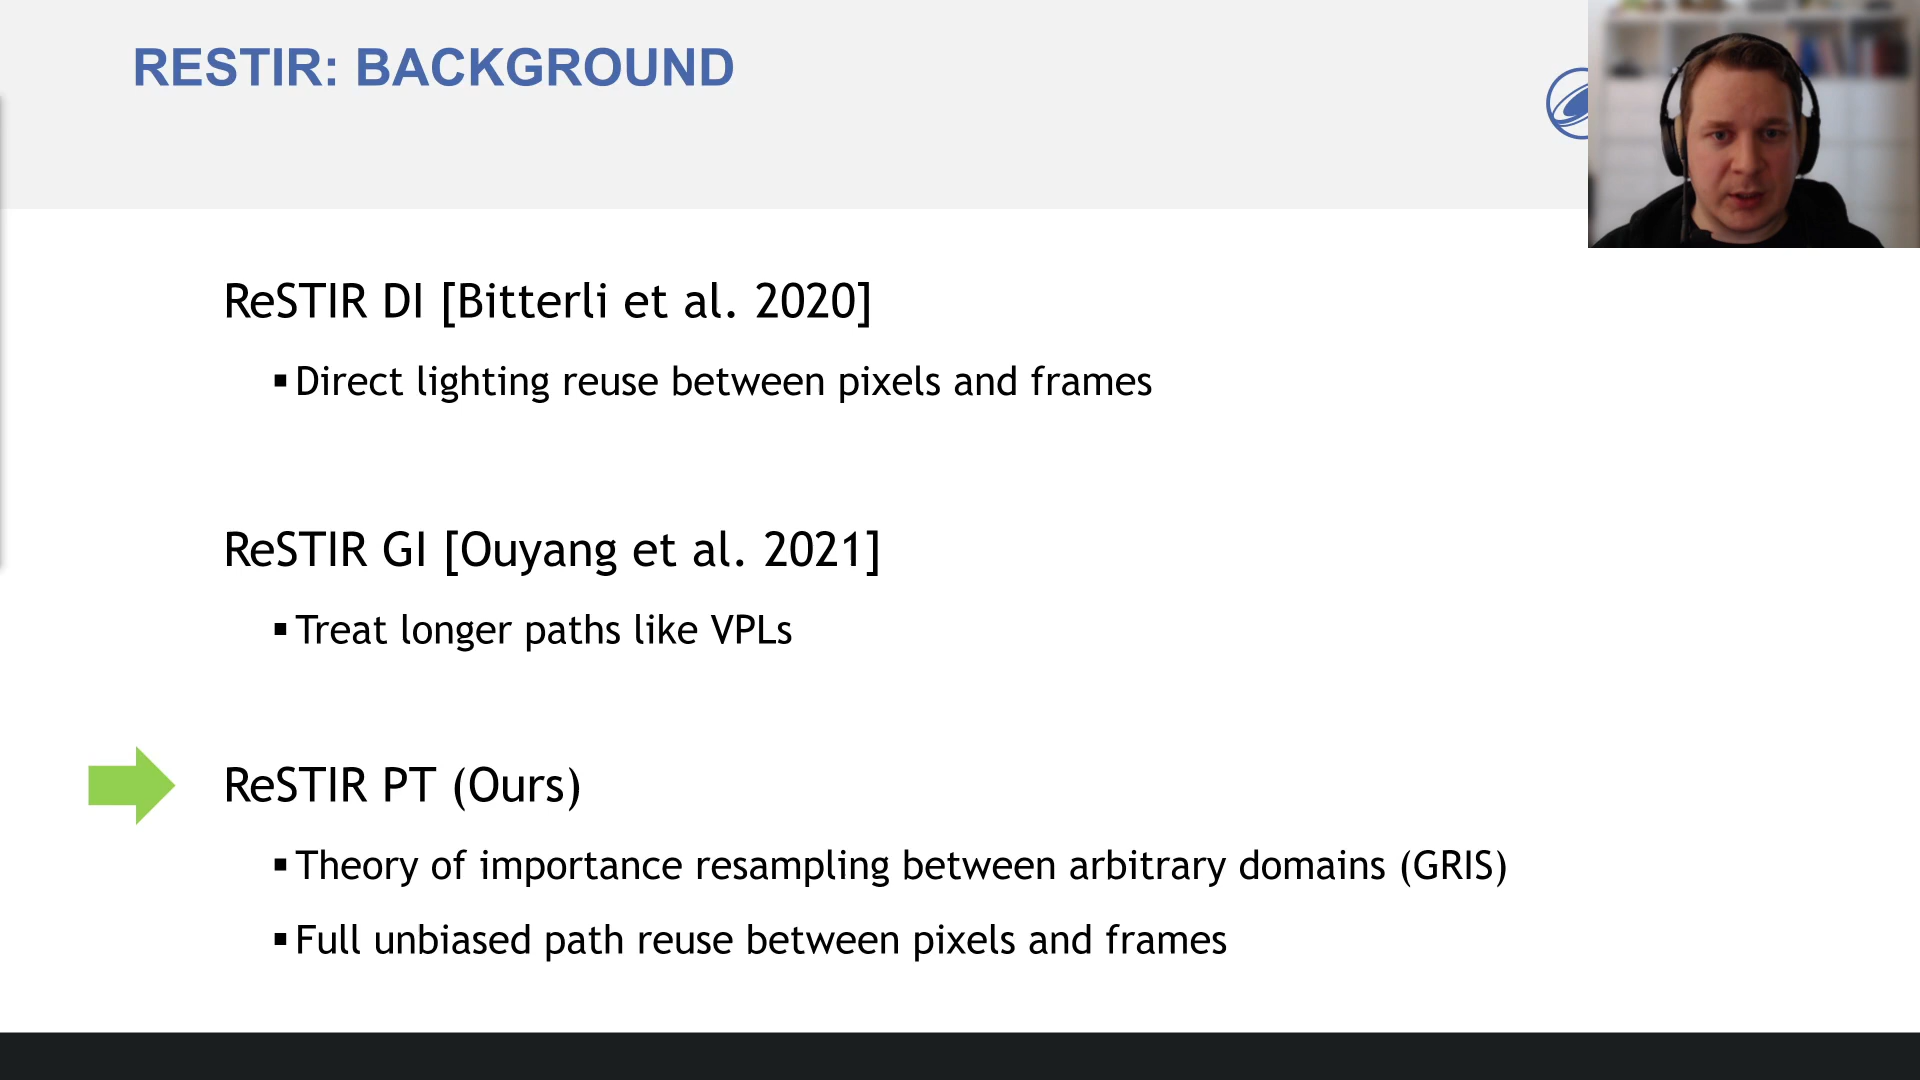 RESTIR: BACKGROUND
ReSTIR DI [Bitterli et al. 2020]
▪ Direct lighting reuse between pixels and frames
ReSTIR GI [Ouyang et al. 2021]
▪ Treat longer paths like VPLs
ReSTIR PT (Ours)
▪ Theory of importance resampling between arbitrary domains (GRIS)
▪ Full unbiased path reuse between pixels and frames